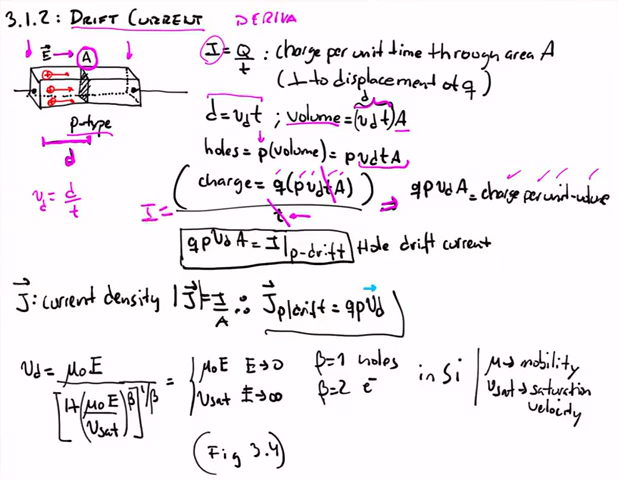 3.1.2: DRIFT CURRENT DERIVA
E → A
I = Q/t : charge per unit time through area A
(⊥ to displacement of q)
p-type
d
d = v_d t ; volume = (v_d t) A
d
holes = p(volume) = p v_d t A
v_d = d/t
I = (charge = q(p v_d t A)) / t ⇒ q p v_d A = charge per unit-volume
q p v_d A = I|p-drift Hole drift current
J⃗: current density |J⃗| = I/A ∴ J⃗p|drift = q p v⃗_d
v_d = μ₀E / [1+(μ₀E/v_sat)^β]^1/β = { μ₀E E→0 β=1 holes
v_sat E→∞ β=2 e⁻
in Si
μ → mobility
v_sat → saturation
velocity
(Fig 3.4)